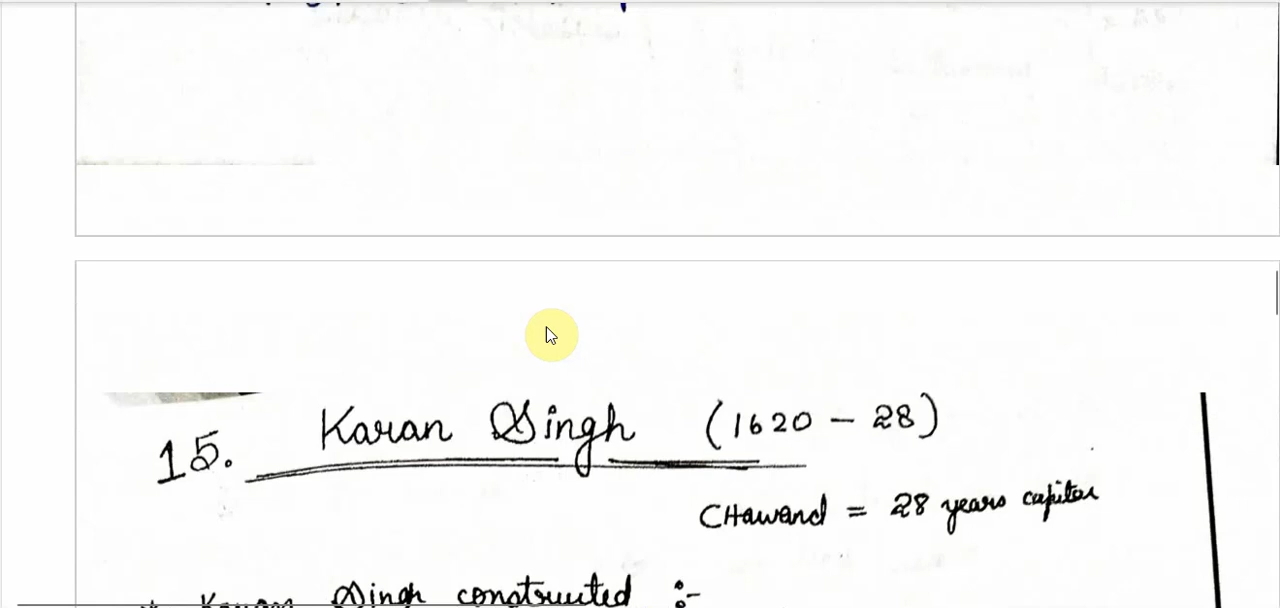 15. Karan Singh (1620 - 28)
CHawand = 28 years capital
* Karan Singh constructed :-